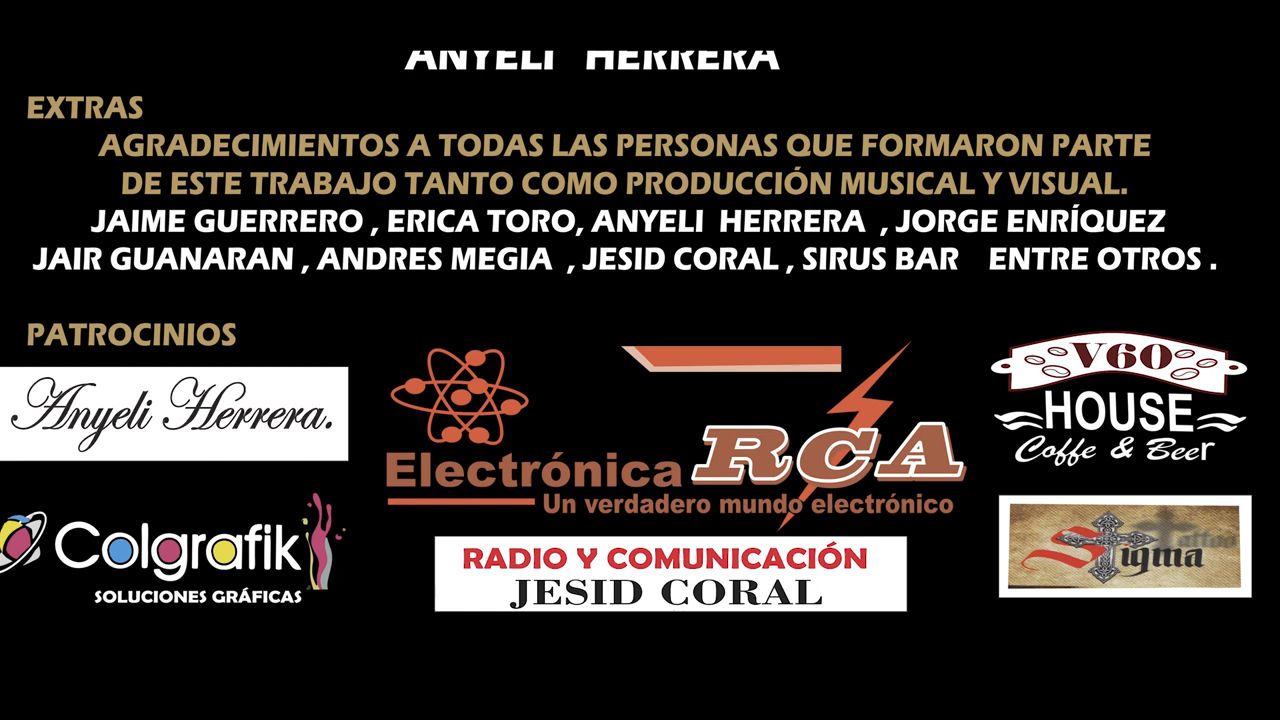 ANYELI HERRERA
EXTRAS
AGRADECIMIENTOS A TODAS LAS PERSONAS QUE FORMARON PARTE
DE ESTE TRABAJO TANTO COMO PRODUCCIÓN MUSICAL Y VISUAL.
JAIME GUERRERO , ERICA TORO, ANYELI HERRERA , JORGE ENRÍQUEZ
JAIR GUANARAN , ANDRES MEGIA , JESID CORAL , SIRUS BAR ENTRE OTROS .
PATROCINIOS
Anyeli Herrera.
Electrónica RCA
Un verdadero mundo electrónico
V60
HOUSE
Coffe & Beer
Colgrafik
SOLUCIONES GRÁFICAS
RADIO Y COMUNICACIÓN
JESID CORAL
Stigma Tattoo